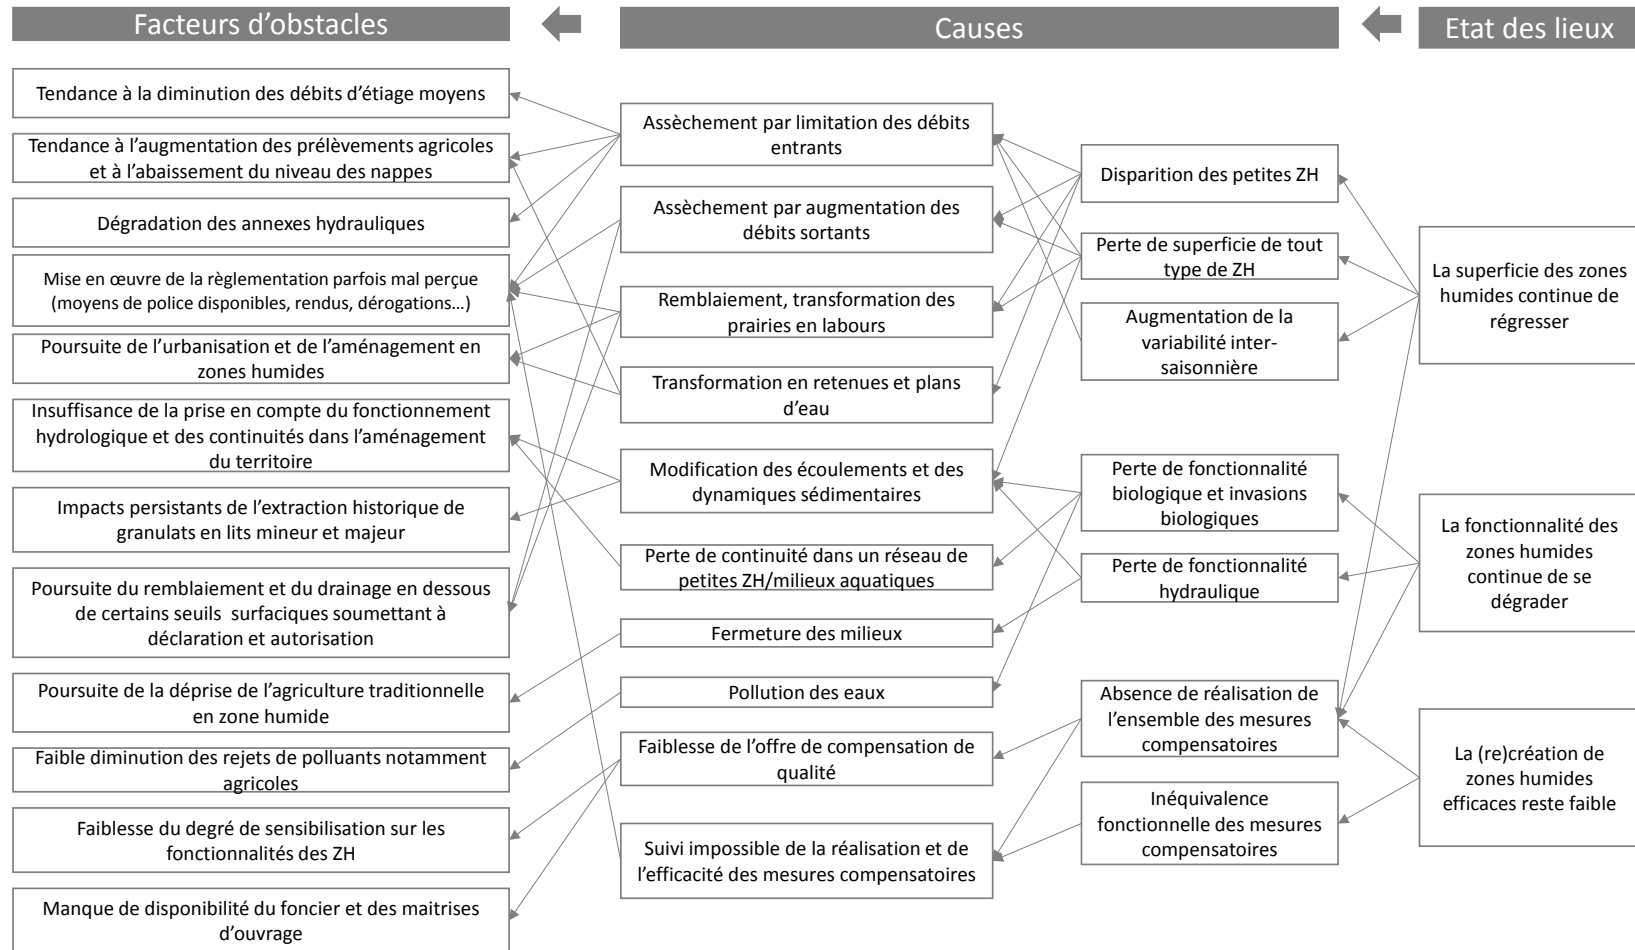 Facteurs d’obstacles
Causes
Etat des lieux
Tendance à la diminution des débits d’étiage moyens
Tendance à l’augmentation des prélèvements agricoles
et à l’abaissement du niveau des nappes
Dégradation des annexes hydrauliques
Mise en œuvre de la règlementation parfois mal perçue
(moyens de police disponibles, rendus, dérogations…)
Poursuite de l’urbanisation et de l’aménagement en
zones humides
Insuffisance de la prise en compte du fonctionnement
hydrologique et des continuités dans l’aménagement
du territoire
Impacts persistants de l’extraction historique de
granulats en lits mineur et majeur
Poursuite du remblaiement et du drainage en dessous
de certains seuils surfaciques soumettant à
déclaration et autorisation
Poursuite de la déprise de l’agriculture traditionnelle
en zone humide
Faible diminution des rejets de polluants notamment
agricoles
Faiblesse du degré de sensibilisation sur les
fonctionnalités des ZH
Manque de disponibilité du foncier et des maitrises
d’ouvrage
Assèchement par limitation des débits
entrants
Assèchement par augmentation des
débits sortants
Remblaiement, transformation des
prairies en labours
Transformation en retenues et plans
d’eau
Modification des écoulements et des
dynamiques sédimentaires
Perte de continuité dans un réseau de
petites ZH/milieux aquatiques
Fermeture des milieux
Pollution des eaux
Faiblesse de l’offre de compensation de
qualité
Suivi impossible de la réalisation et de
l’efficacité des mesures compensatoires
Disparition des petites ZH
Perte de superficie de tout
type de ZH
Augmentation de la
variabilité inter-
saisonnière
Perte de fonctionnalité
biologique et invasions
biologiques
Perte de fonctionnalité
hydraulique
Absence de réalisation de
l’ensemble des mesures
compensatoires
Inéquivalence
fonctionnelle des mesures
compensatoires
La superficie des zones
humides continue de
régresser
La fonctionnalité des
zones humides
continue de se
dégrader
La (re)création de
zones humides
efficaces reste faible